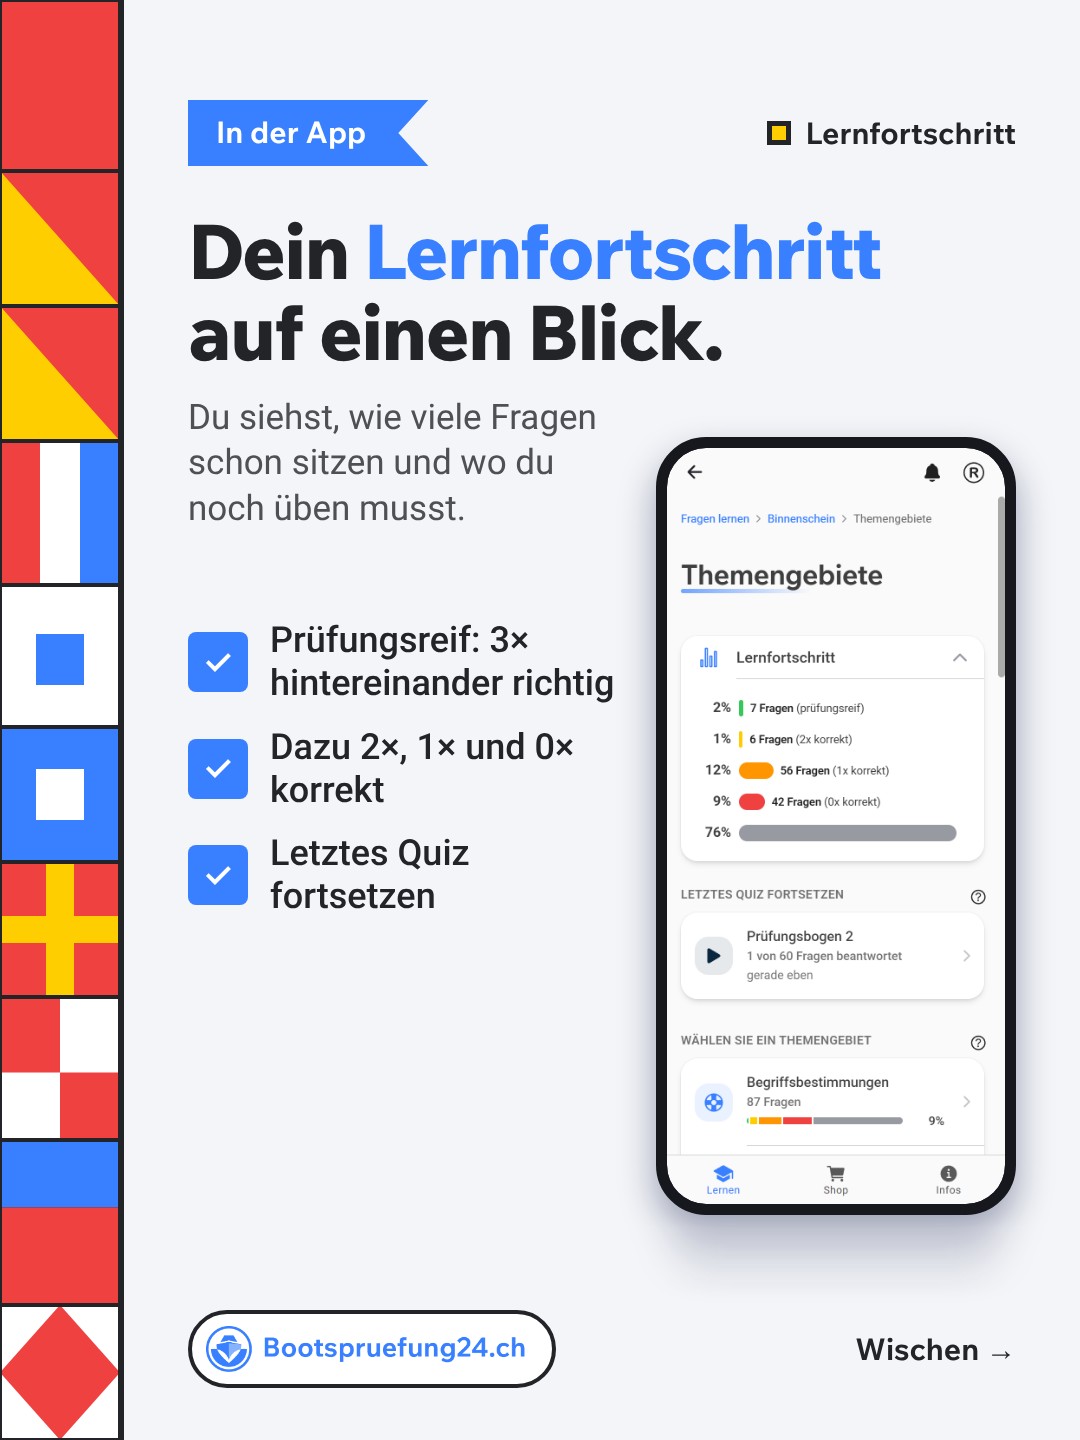 In der App
Lernfortschritt
Dein Lernfortschritt
auf einen Blick.
Du siehst, wie viele Fragen
schon sitzen und wo du
noch üben musst.
Prüfungsreif: 3×
hintereinander richtig
Dazu 2×, 1× und 0×
korrekt
Letztes Quiz
fortsetzen
R
Fragen lernen > Binnenschein > Themengebiete
Themengebiete
Lernfortschritt
2% 7 Fragen (prüfungsreif)
1% 6 Fragen (2x korrekt)
12% 56 Fragen (1x korrekt)
9% 42 Fragen (0x korrekt)
76%
LETZTES QUIZ FORTSETZEN
Prüfungsbogen 2
1 von 60 Fragen beantwortet
gerade eben
WÄHLEN SIE EIN THEMENGEBIET
Begriffsbestimmungen
87 Fragen
9%
Lernen Shop Infos
Bootspruefung24.ch
Wischen →